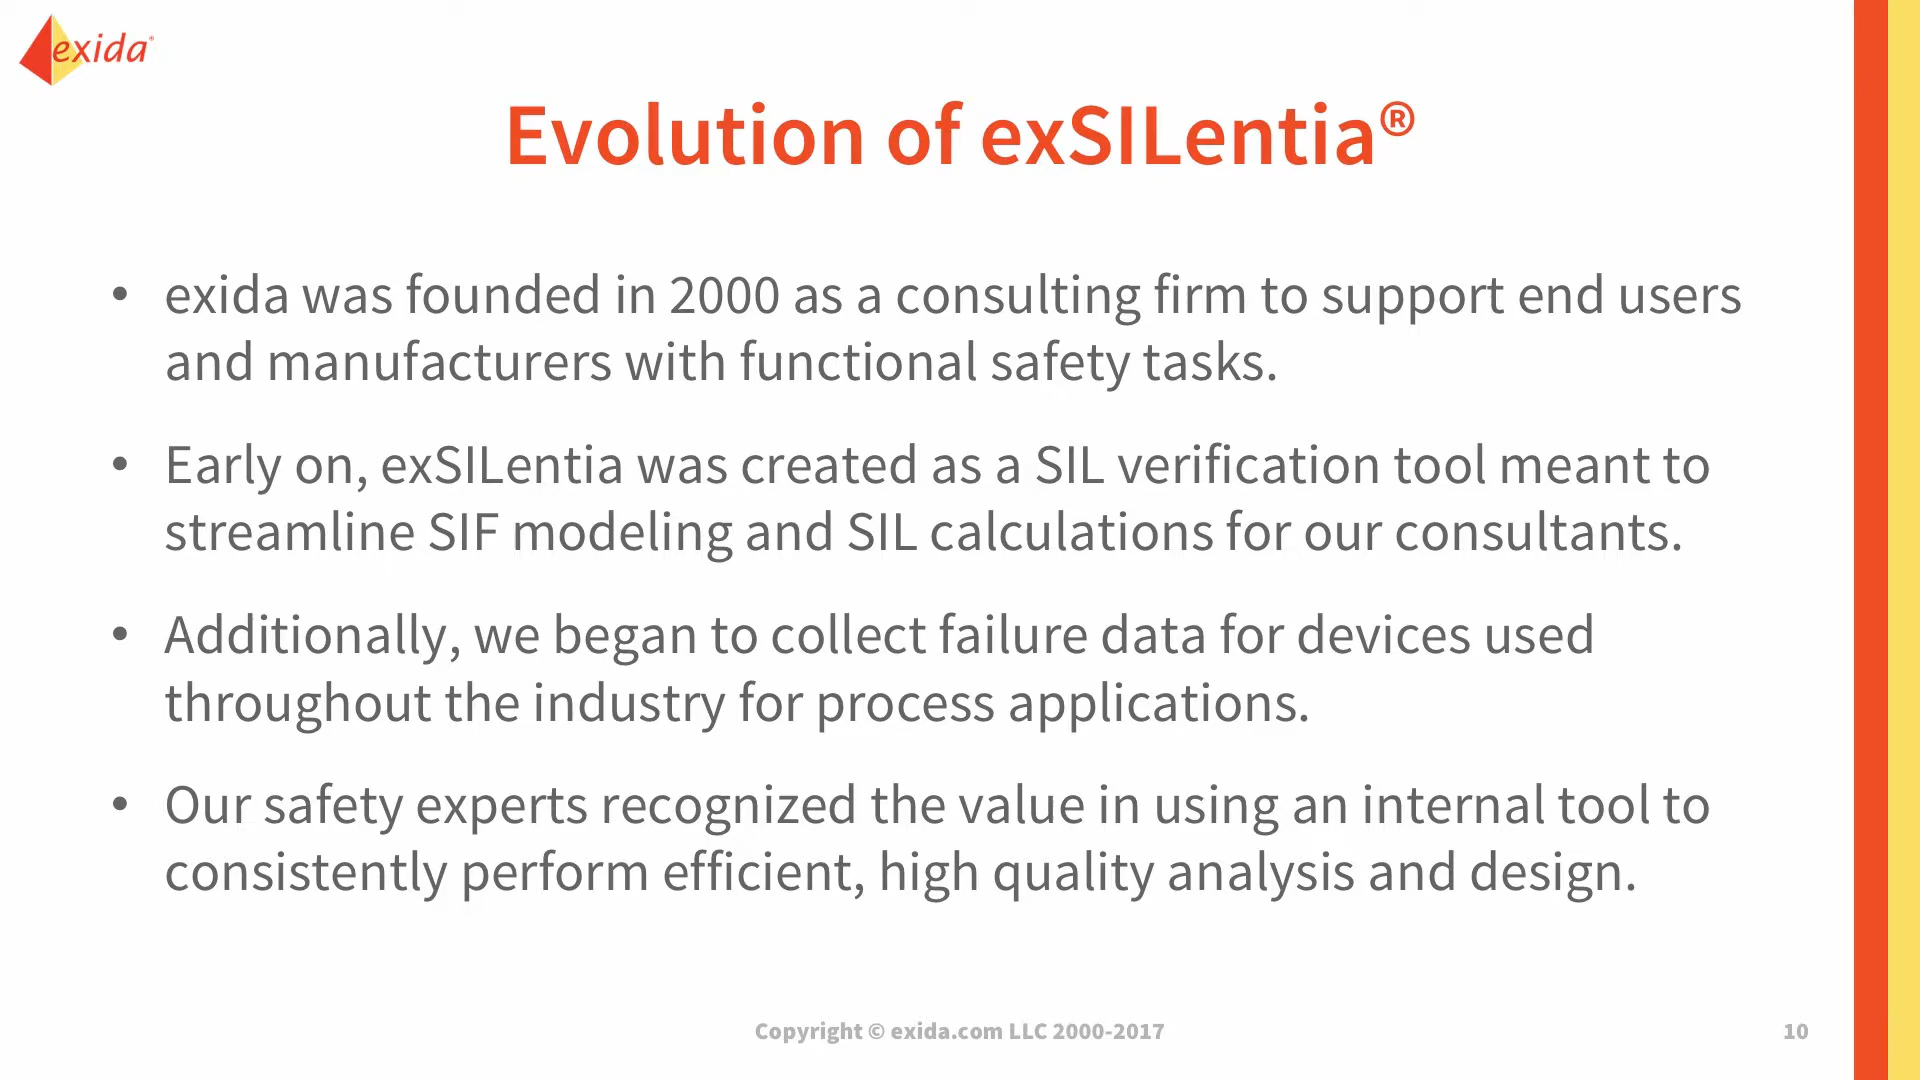 exida®
Evolution of exSILentia®
• exida was founded in 2000 as a consulting firm to support end users
and manufacturers with functional safety tasks.
• Early on, exSILentia was created as a SIL verification tool meant to
streamline SIF modeling and SIL calculations for our consultants.
• Additionally, we began to collect failure data for devices used
throughout the industry for process applications.
• Our safety experts recognized the value in using an internal tool to
consistently perform efficient, high quality analysis and design.
Copyright © exida.com LLC 2000-2017
10